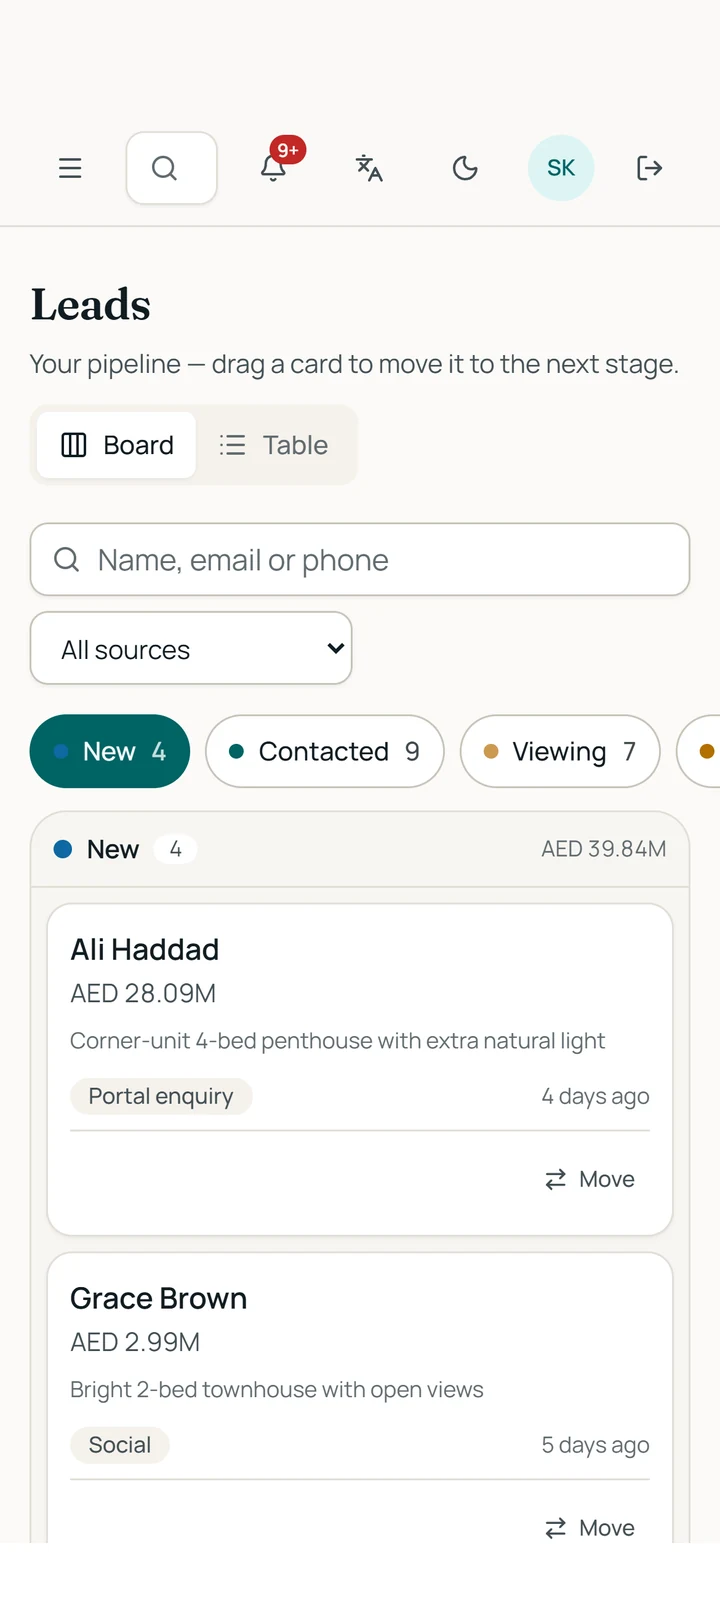 9+
SK
Leads
Your pipeline — drag a card to move it to the next stage.
Board Table
Name, email or phone
All sources
New 4 Contacted 9 Viewing 7
New 4 AED 39.84M
Ali Haddad
AED 28.09M
Corner-unit 4-bed penthouse with extra natural light
Portal enquiry 4 days ago
Move
Grace Brown
AED 2.99M
Bright 2-bed townhouse with open views
Social 5 days ago
Move